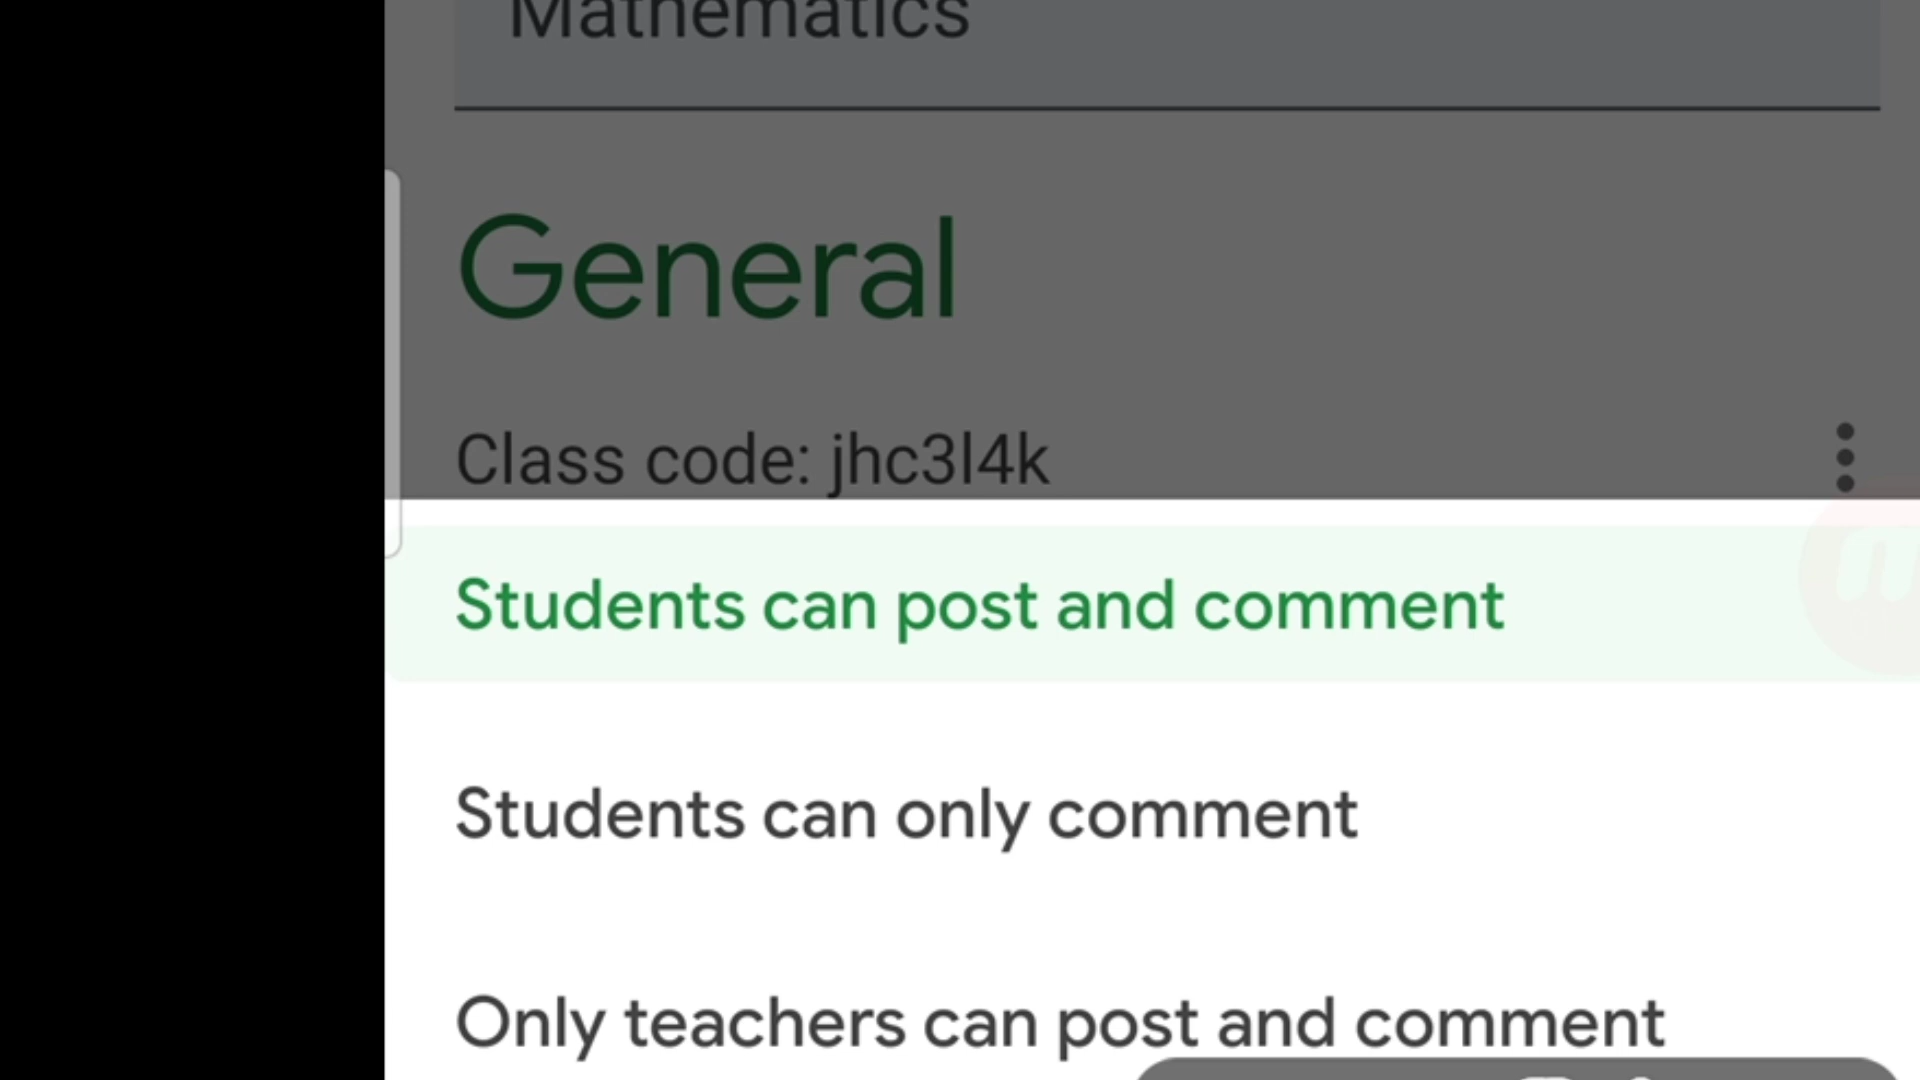 Mathematics
General
Class code: jhc3l4k
Students can post and comment
Students can only comment
Only teachers can post and comment